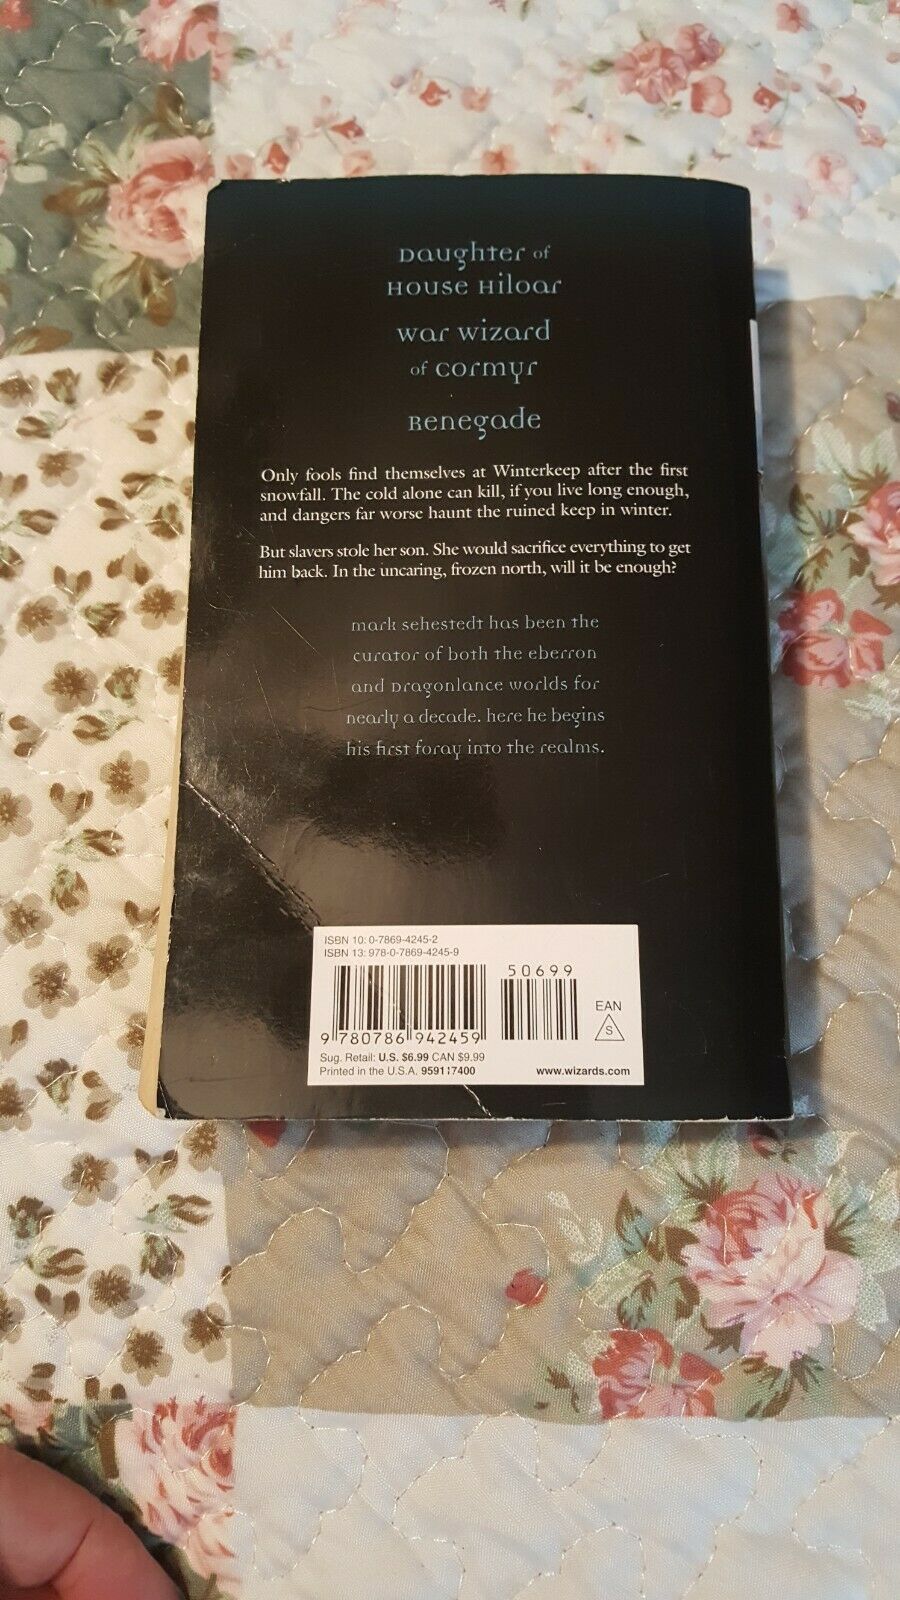 Daughter of
House Hiloar
War Wizard
of Cormyr
Renegade
Only fools find themselves at Winterkeep after the first
snowfall. The cold alone can kill, if you live long enough,
and dangers far worse haunt the ruined keep in winter.
But slavers stole her son. She would sacrifice everything to get
him back. In the uncaring, frozen north, will it be enough?
mark sehestedt has been the
curator of both the eberron
and Dragonlance worlds for
nearly a decade. here he begins
his first foray into the realms.
ISBN 10: 0-7869-4245-2
ISBN 13: 978-0-7869-4245-9
50699
EAN
S
9 780786 942459
Sug. Retail: U.S. $6.99 CAN $9.99
Printed in the U.S.A. 95917400
www.wizards.com